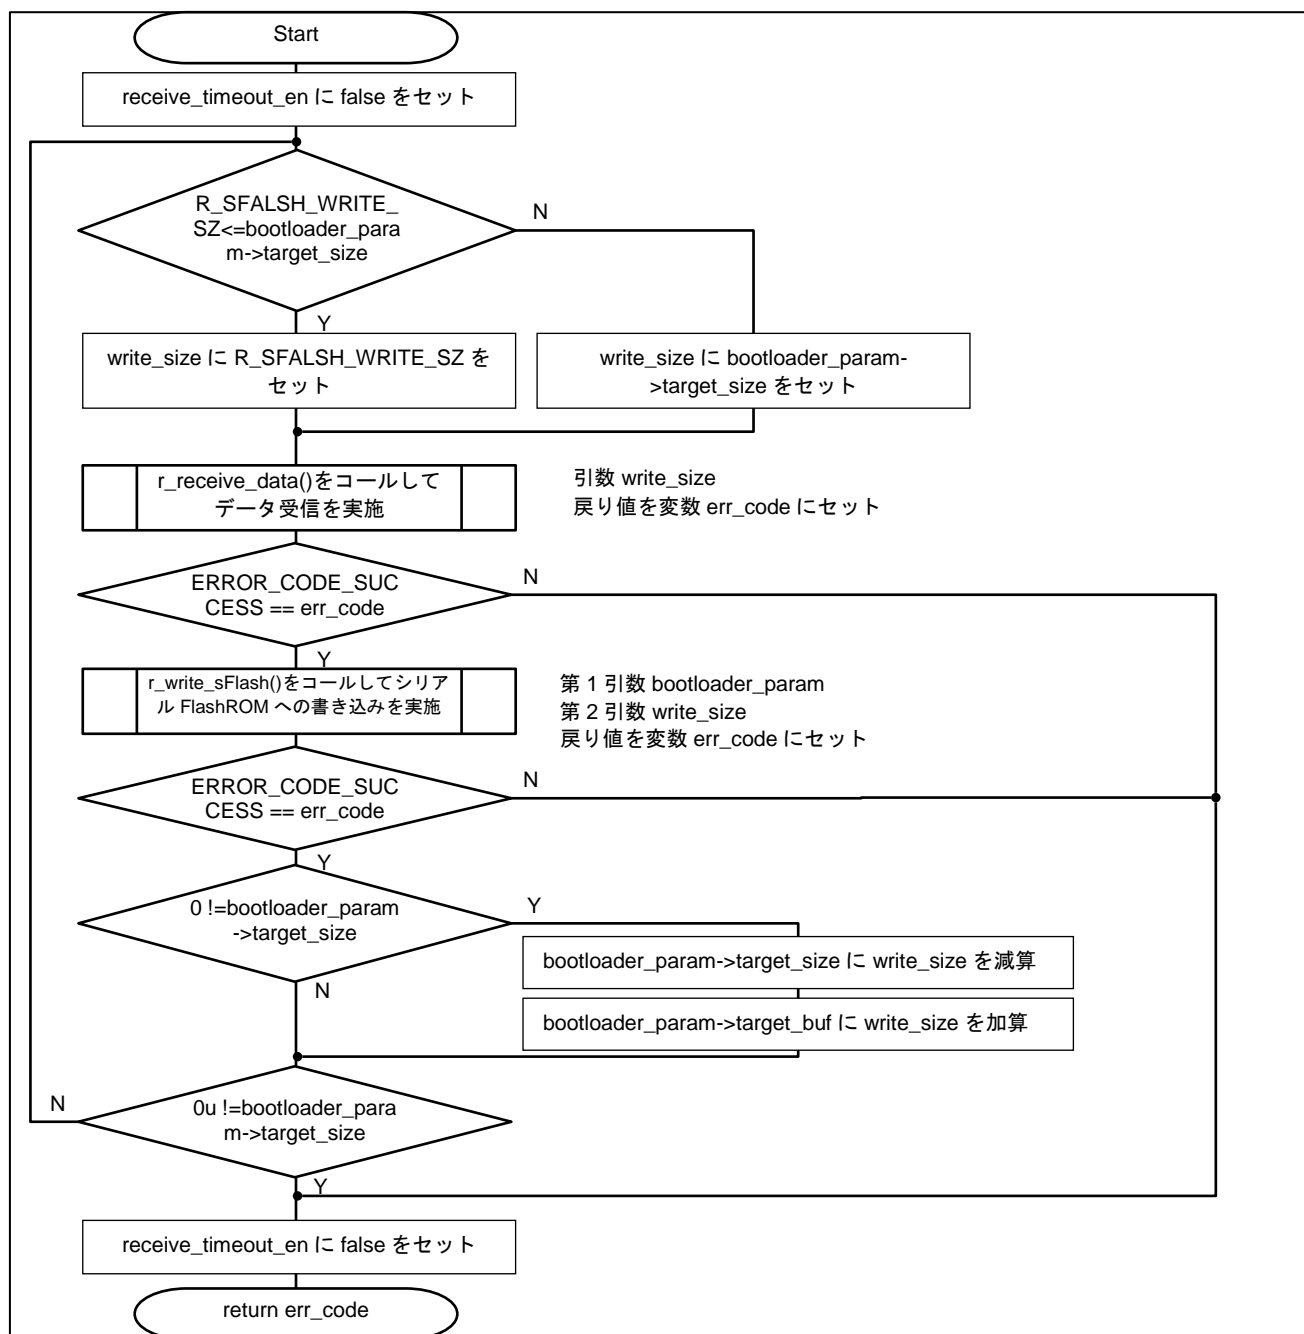 Start
receive_timeout_en に false をセット
R_SFALSH_WRITE_
SZ<=bootloader_para
m->target_size
N
Y
write_size に R_SFALSH_WRITE_SZ を
セット
write_size に bootloader_param-
>target_size をセット
r_receive_data()をコールして
データ受信を実施
引数 write_size
戻り値を変数 err_code にセット
ERROR_CODE_SUC
CESS == err_code
N
Y
r_write_sFlash()をコールしてシリア
ル FlashROM への書き込みを実施
第 1 引数 bootloader_param
第 2 引数 write_size
戻り値を変数 err_code にセット
ERROR_CODE_SUC
CESS == err_code
N
Y
0 !=bootloader_param
->target_size
Y
bootloader_param->target_size に write_size を減算
N
bootloader_param->target_buf に write_size を加算
N
0u !=bootloader_para
m->target_size
Y
receive_timeout_en に false をセット
return err_code